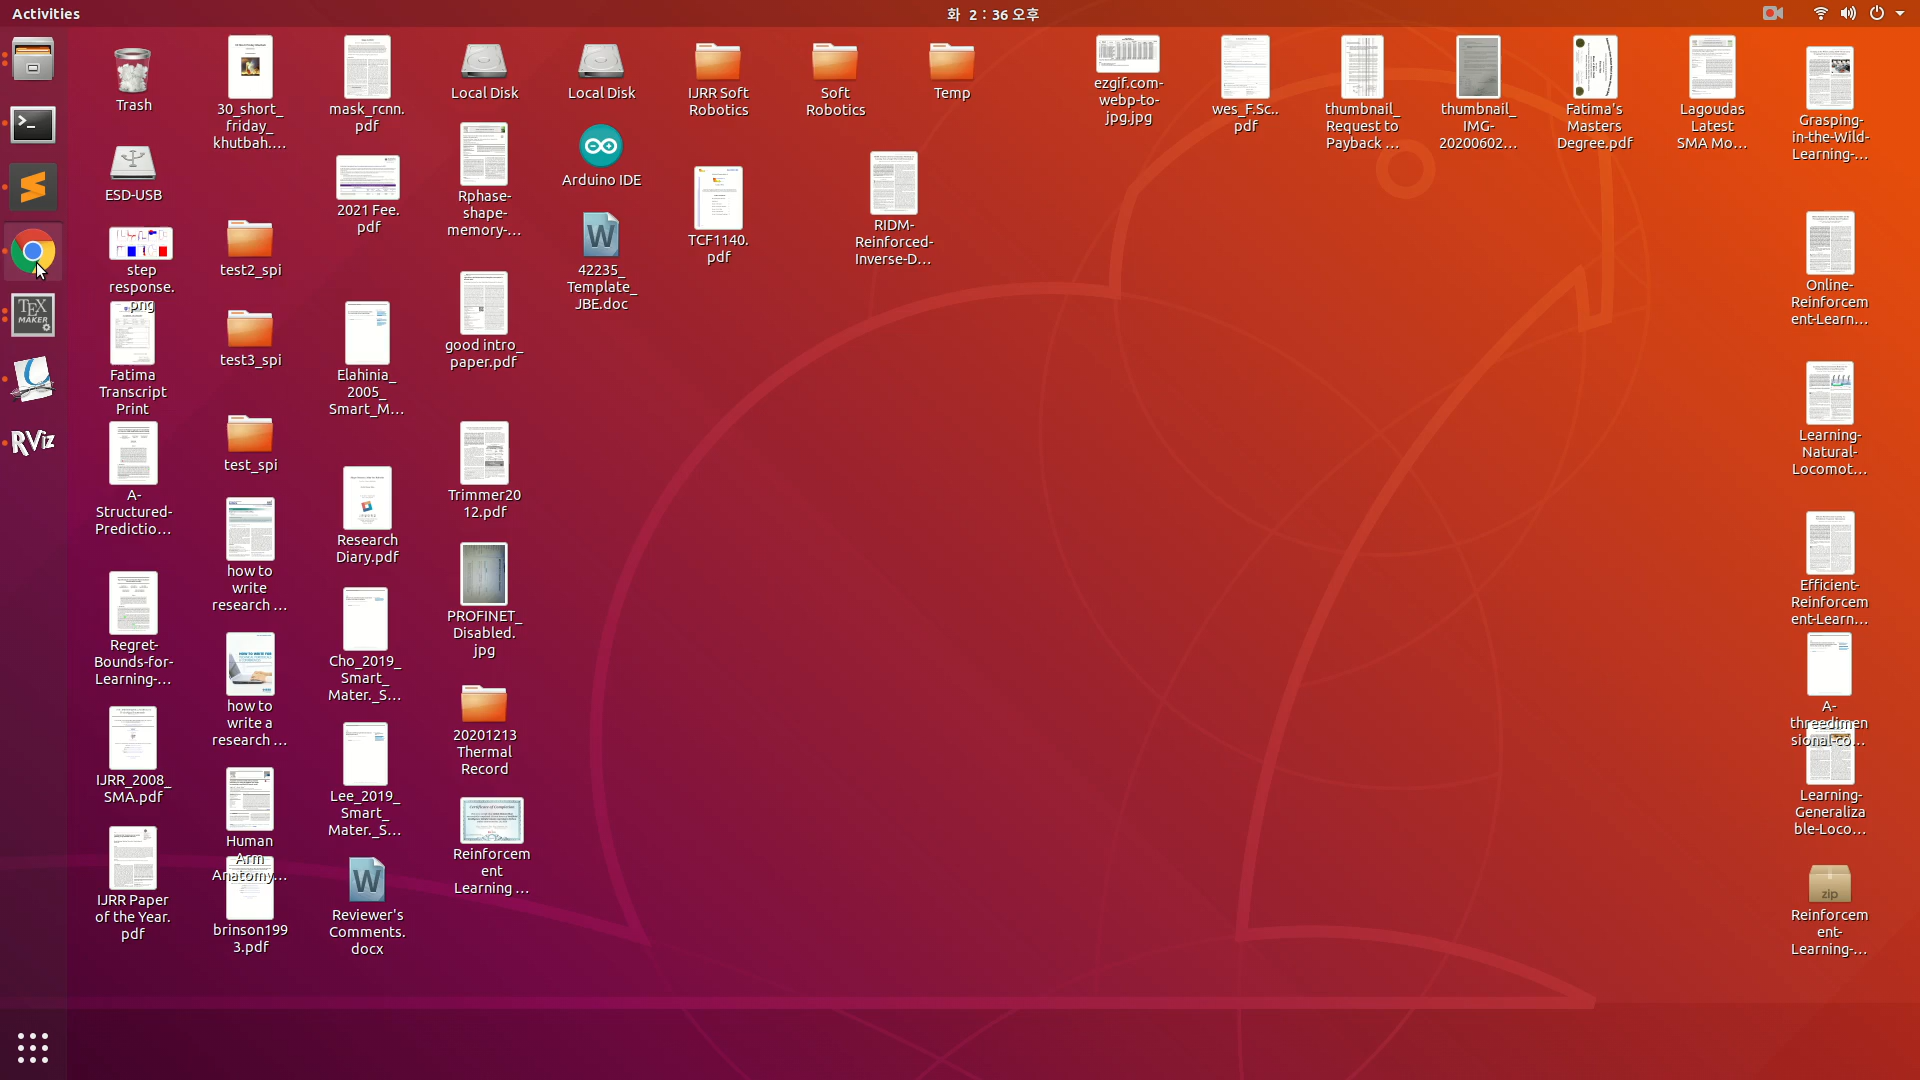 Activities
화 2 : 36 오후
Trash
30_short_
friday_
khutbah....
mask_rcnn.
pdf
Local Disk
Local Disk
IJRR Soft
Robotics
Soft
Robotics
Temp
ezgif.com-
webp-to-
jpg.jpg
wes_F.Sc..
pdf
thumbnail_
Request to
Payback ...
thumbnail_
IMG-
20200602...
Fatima's
Masters
Degree.pdf
Lagoudas
Latest
SMA Mo...
Grasping-
in-the-Wild-
Learning-...
ESD-USB
2021 Fee.
pdf
Rphase-
shape-
memory-...
Arduino IDE
TCF1140.
pdf
RIDM-
Reinforced-
Inverse-D...
step
response.
png
test2_spi
42235_
Template_
JBE.doc
Online-
Reinforcem
ent-Learn...
Fatima
Transcript
Print
test3_spi
Elahinia_
2005_
Smart_M...
good intro_
paper.pdf
TEX
MAKER
RViz
Learning-
Natural-
Locomot...
A-
Structured-
Predictio...
test_spi
Research
Diary.pdf
Trimmer20
12.pdf
Efficient-
Reinforcem
ent-Learn...
Regret-
Bounds-for-
Learning-...
how to
write
research ...
Cho_2019_
Smart_
Mater._S...
PROFINET_
Disabled.
jpg
A-
threedimen
sional-co...
IJRR_2008_
SMA.pdf
how to
write a
research ...
Lee_2019_
Smart_
Mater._S...
20201213
Thermal
Record
Learning-
Generaliza
ble-Loco...
IJRR Paper
of the Year.
pdf
Human
Arm
Anatomy...
brinson199
3.pdf
W
Reviewer's
Comments.
docx
Certificate of Completion
Reinforcem
ent
Learning ...
zip
Reinforcem
ent-
Learning-...